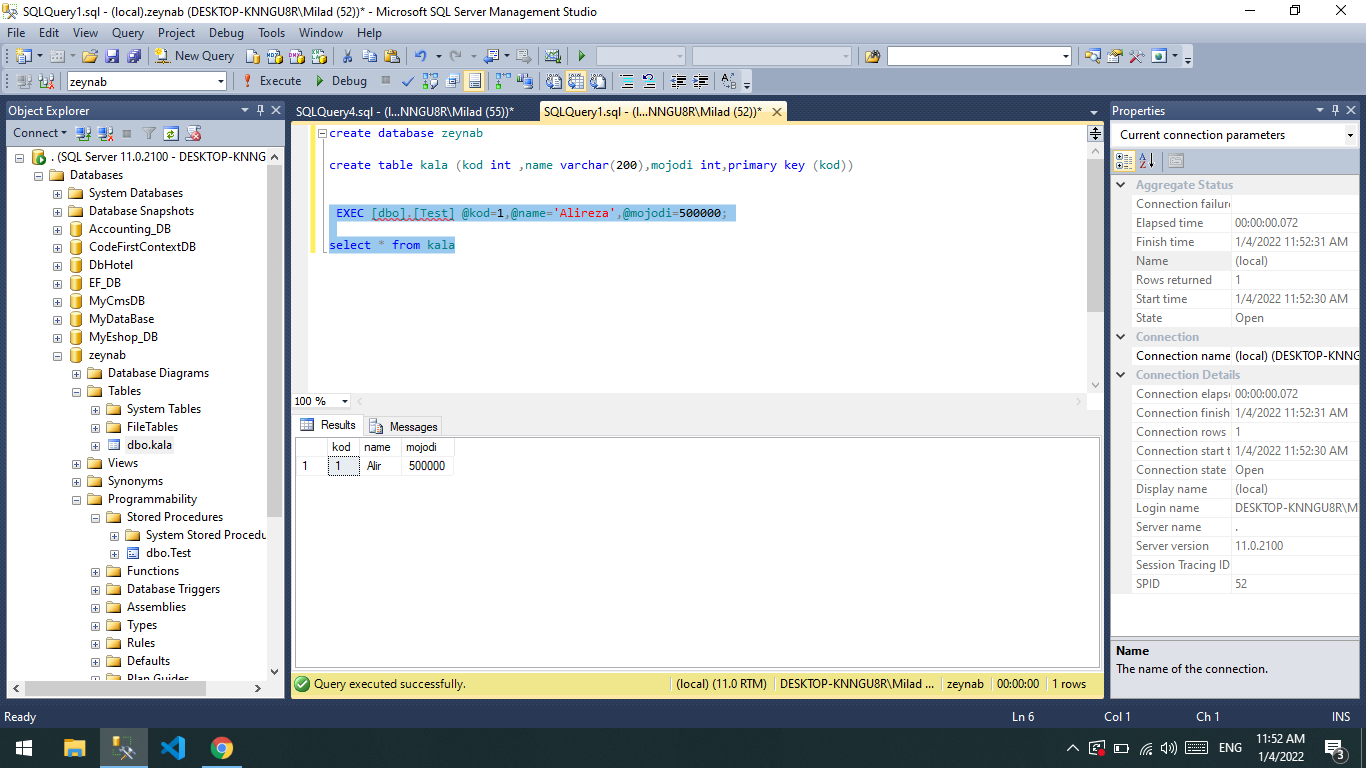 SQLQuery1.sql - (local).zeynab (DESKTOP-KNNGU8R\Milad (52))* - Microsoft SQL Server Management Studio
File Edit View Query Project Debug Tools Window Help
New Query
zeynab Execute Debug
Object Explorer
Connect
. (SQL Server 11.0.2100 - DESKTOP-KNNG
Databases
System Databases
Database Snapshots
Accounting_DB
CodeFirstContextDB
DbHotel
EF_DB
MyCmsDB
MyDataBase
MyEshop_DB
zeynab
Database Diagrams
Tables
System Tables
FileTables
dbo.kala
Views
Synonyms
Programmability
Stored Procedures
System Stored Procedu
dbo.Test
Functions
Database Triggers
Assemblies
Types
Rules
Defaults
Plan Guides
SQLQuery4.sql - (l...NNGU8R\Milad (55))* SQLQuery1.sql - (l...NNGU8R\Milad (52))*
create database zeynab
create table kala (kod int ,name varchar(200),mojodi int,primary key (kod))
EXEC [dbo].[Test] @kod=1,@name='Alireza',@mojodi=500000;
select * from kala
100 %
Results Messages
kod name mojodi
1 1 Alir 500000
Query executed successfully. (local) (11.0 RTM) DESKTOP-KNNGU8R\Milad ... zeynab 00:00:00 1 rows
Properties
Current connection parameters
Aggregate Status
Connection failure
Elapsed time 00:00:00.072
Finish time 1/4/2022 11:52:31 AM
Name (local)
Rows returned 1
Start time 1/4/2022 11:52:30 AM
State Open
Connection
Connection name (local) (DESKTOP-KNNG
Connection Details
Connection elaps 00:00:00.072
Connection finish 1/4/2022 11:52:31 AM
Connection rows 1
Connection start t 1/4/2022 11:52:30 AM
Connection state Open
Display name (local)
Login name DESKTOP-KNNGU8R\M
Server name .
Server version 11.0.2100
Session Tracing ID
SPID 52
Name
The name of the connection.
Ready Ln 6 Col 1 Ch 1 INS
ENG 11:52 AM
1/4/2022 3